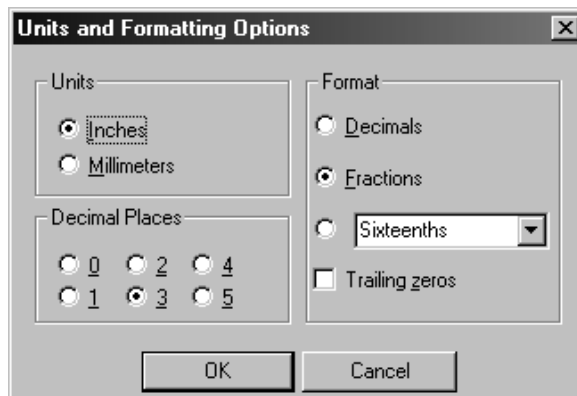 Units and Formatting Options
Units
Inches
Millimeters
Decimal Places
0 2 4
1 3 5
Format
Decimals
Fractions
Sixteenths
Trailing zeros
OK Cancel